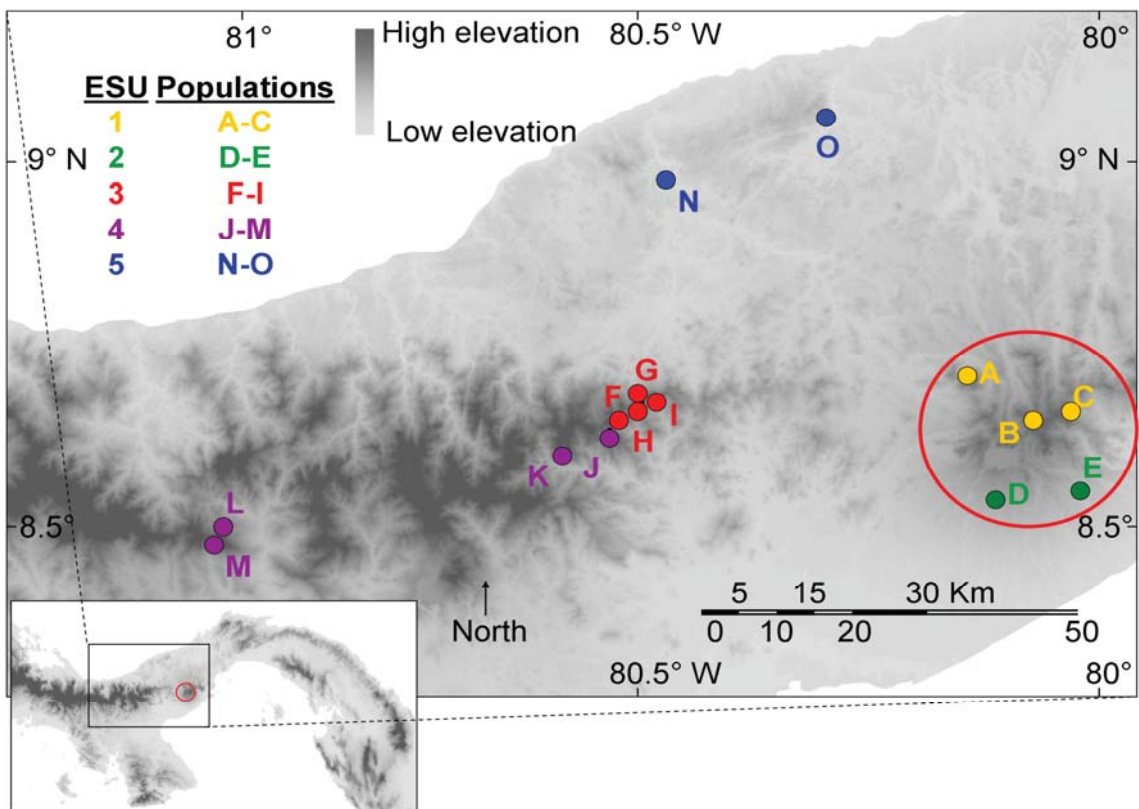 81°
High elevation
80.5° W
80°
ESU Populations
1 A-C
Low elevation
2 D-E
9° N
9° N
3 F-I
4 J-M
5 N-O
O
N
G
A
F
I
C
H
B
K
J
E
L
D
8.5°
8.5°
M
5 15 30 Km
North
0 10 20 50
80.5° W
80°